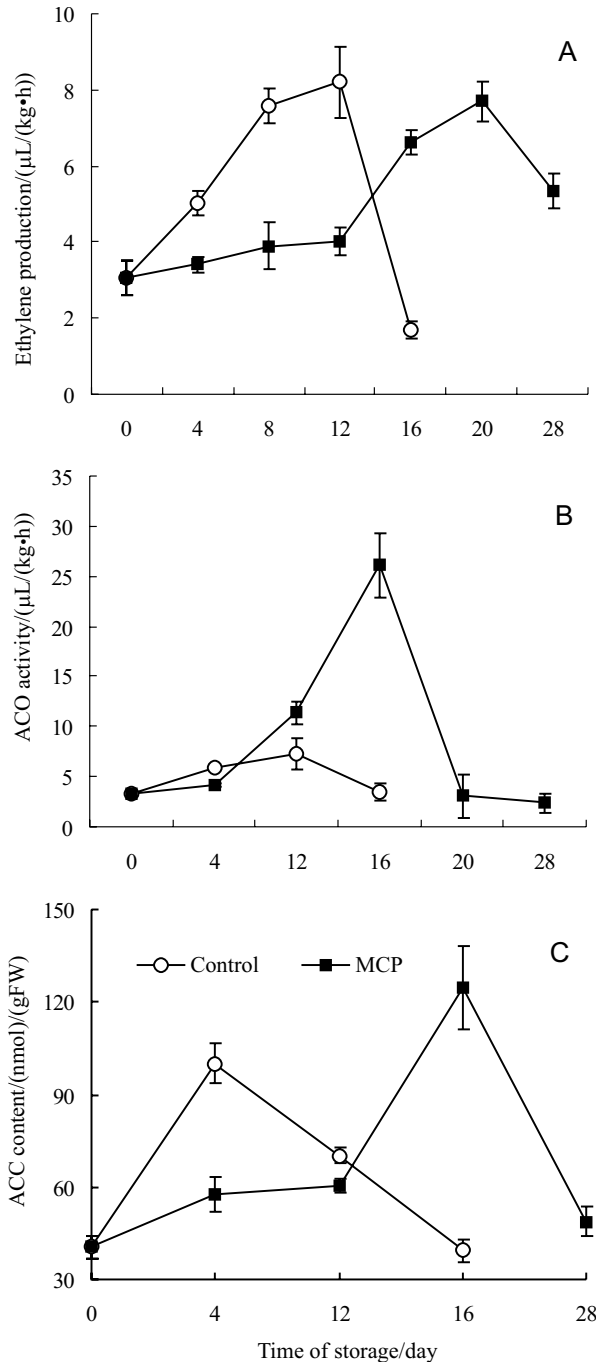 A
Ethylene production/(μL/(kg•h))
10
8
6
4
2
0
0 4 8 12 16 20 28
B
ACO activity/(μL/(kg•h))
35
30
25
20
15
10
5
0
0 4 12 16 20 28
C
ACC content/(nmol)/(gFW)
150
120
90
60
30
Control MCP
0 4 12 16 28
Time of storage/day